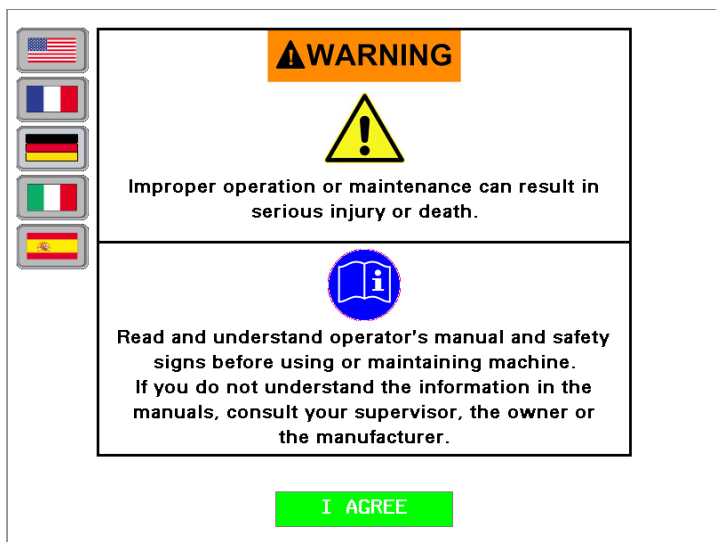 WARNING
Improper operation or maintenance can result in
serious injury or death.
i
Read and understand operator's manual and safety
signs before using or maintaining machine.
If you do not understand the information in the
manuals, consult your supervisor, the owner or
the manufacturer.
I AGREE